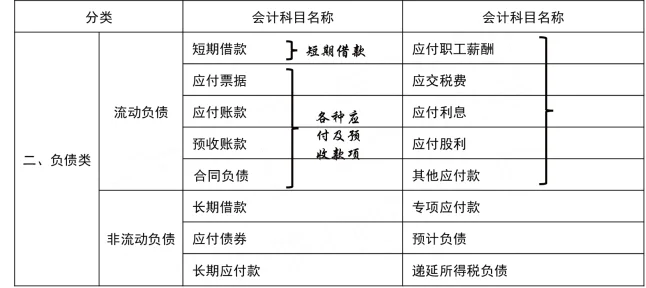 分类 会计科目名称 会计科目名称
二、负债类
流动负债
短期借款 短期借款 应付职工薪酬
应付票据 应交税费
应付账款 应付利息
预收账款 应付股利
合同负债 其他应付款
各种应
付及预
收款项
非流动负债
长期借款 专项应付款
应付债券 预计负债
长期应付款 递延所得税负债